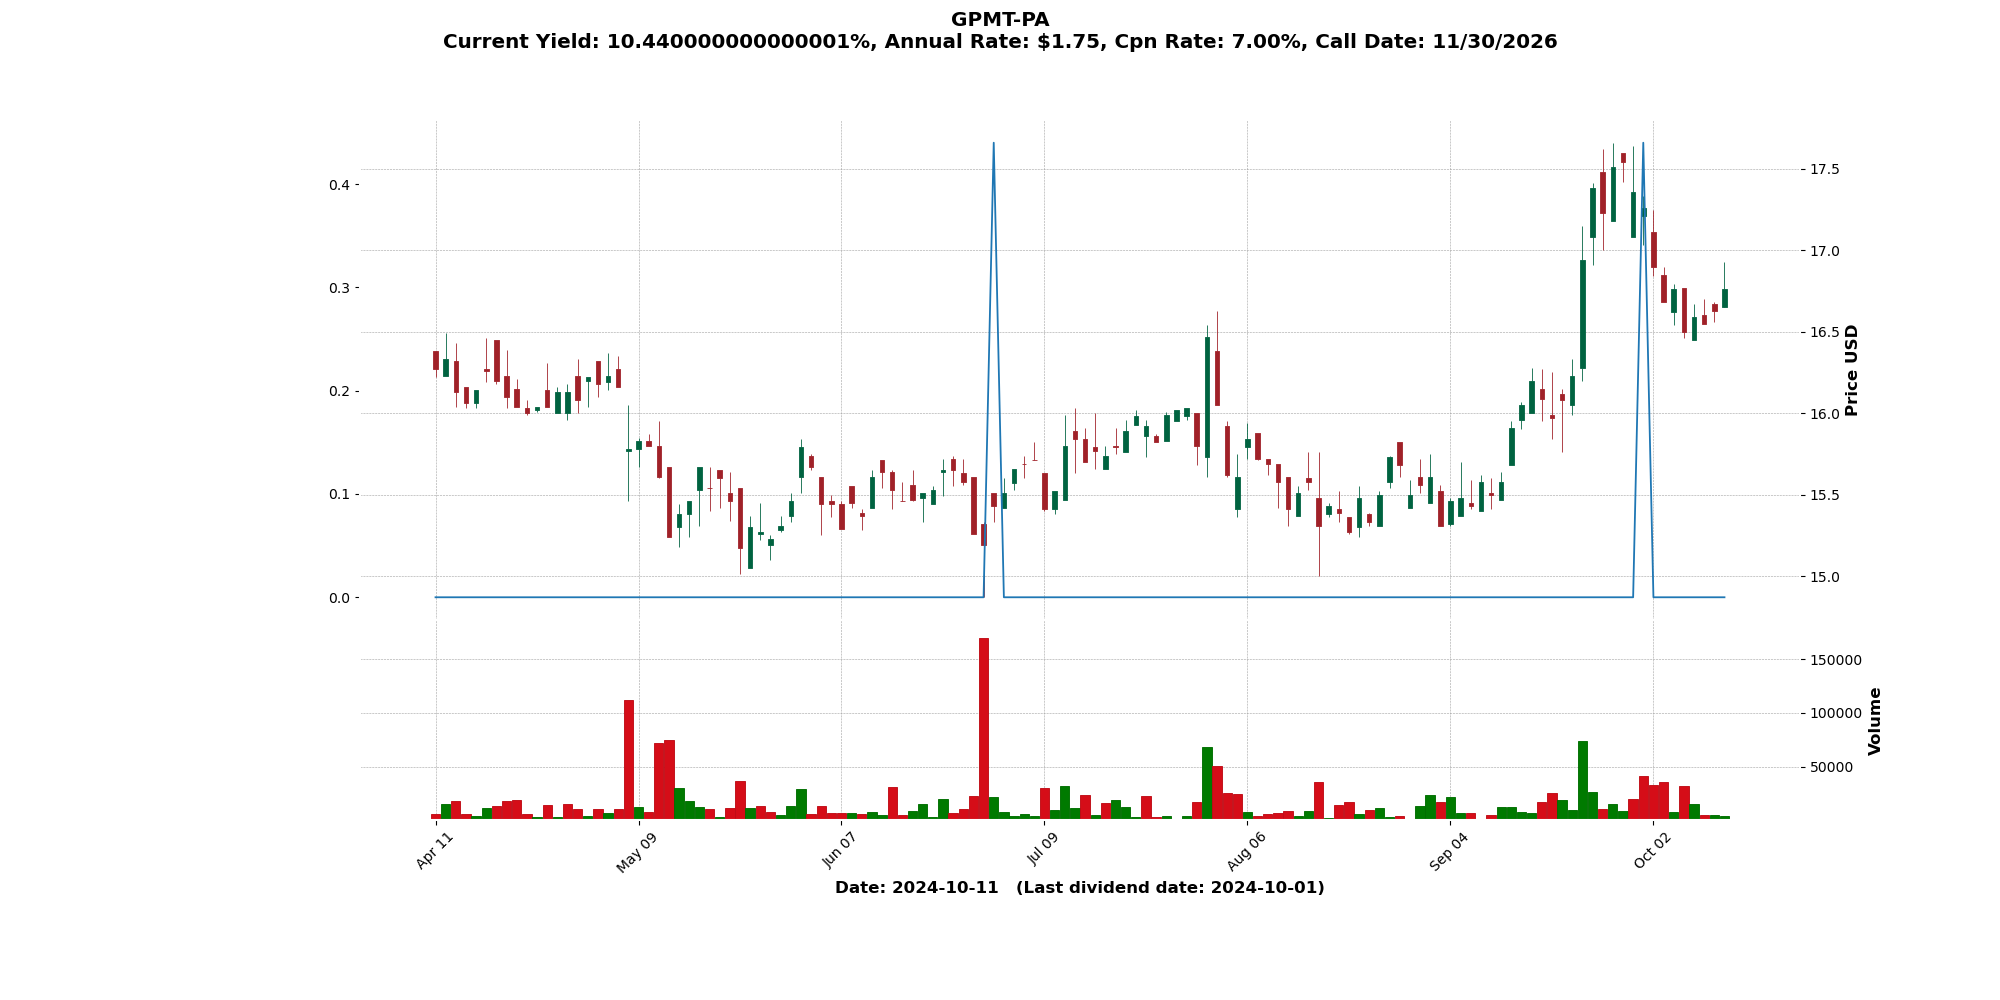 GPMT-PA
Current Yield: 10.440000000000001%, Annual Rate: $1.75, Cpn Rate: 7.00%, Call Date: 11/30/2026
0.4
0.3
0.2
0.1
0.0
17.5
17.0
16.5
16.0
15.5
15.0
Price USD
150000
100000
50000
Volume
Apr 11
May 09
Jun 07
Jul 09
Aug 06
Sep 04
Oct 02
Date: 2024-10-11 (Last dividend date: 2024-10-01)